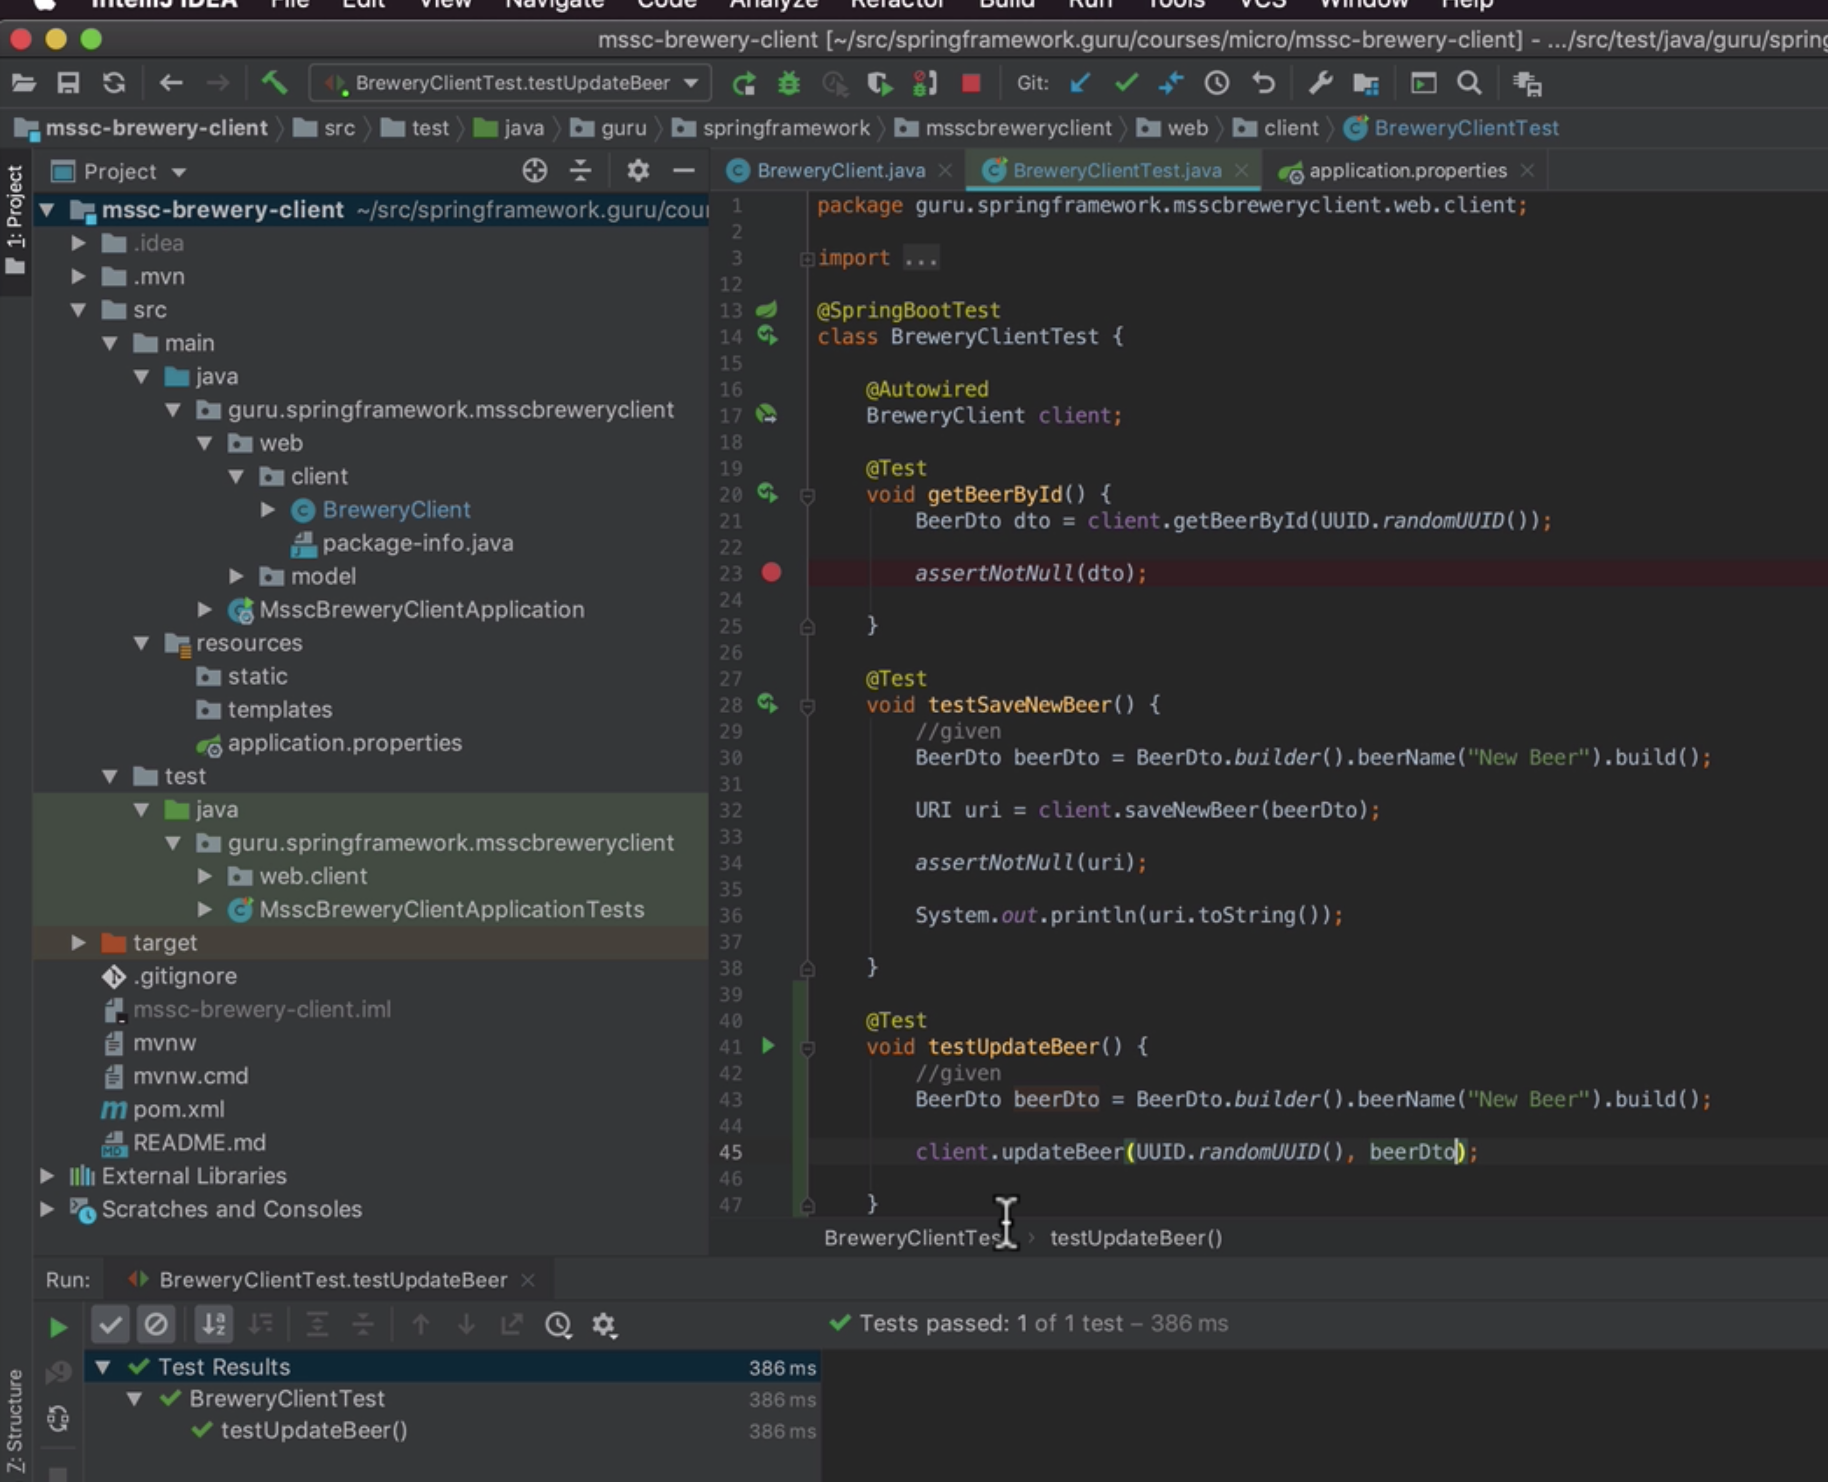 IntelliJ IDEA File Edit View Navigate Code Analyze Refactor Build Run Tools VCS Window Help
mssc-brewery-client [~/src/springframework.guru/courses/micro/mssc-brewery-client] - .../src/test/java/guru/spring
BreweryClientTest.testUpdateBeer Git:
mssc-brewery-client src test java guru springframework msscbreweryclient web client BreweryClientTest
1: Project
Project
mssc-brewery-client ~/src/springframework.guru/cour
.idea
.mvn
src
main
java
guru.springframework.msscbreweryclient
web
client
BreweryClient
package-info.java
model
MsscBreweryClientApplication
resources
static
templates
application.properties
test
java
guru.springframework.msscbreweryclient
web.client
MsscBreweryClientApplicationTests
target
.gitignore
mssc-brewery-client.iml
mvnw
mvnw.cmd
pom.xml
README.md
External Libraries
Scratches and Consoles
BreweryClient.java BreweryClientTest.java application.properties
1 package guru.springframework.msscbreweryclient.web.client;
2
3 import ...
12
13 @SpringBootTest
14 class BreweryClientTest {
15
16 @Autowired
17 BreweryClient client;
18
19 @Test
20 void getBeerById() {
21 BeerDto dto = client.getBeerById(UUID.randomUUID());
22
23 assertNotNull(dto);
24
25 }
26
27 @Test
28 void testSaveNewBeer() {
29 //given
30 BeerDto beerDto = BeerDto.builder().beerName("New Beer").build();
31
32 URI uri = client.saveNewBeer(beerDto);
33
34 assertNotNull(uri);
35
36 System.out.println(uri.toString());
37
38 }
39
40 @Test
41 void testUpdateBeer() {
42 //given
43 BeerDto beerDto = BeerDto.builder().beerName("New Beer").build();
44
45 client.updateBeer(UUID.randomUUID(), beerDto);
46
47 }
BreweryClientTes testUpdateBeer()
Run: BreweryClientTest.testUpdateBeer
Tests passed: 1 of 1 test – 386 ms
Test Results 386 ms
BreweryClientTest 386 ms
testUpdateBeer() 386 ms
Z: Structure